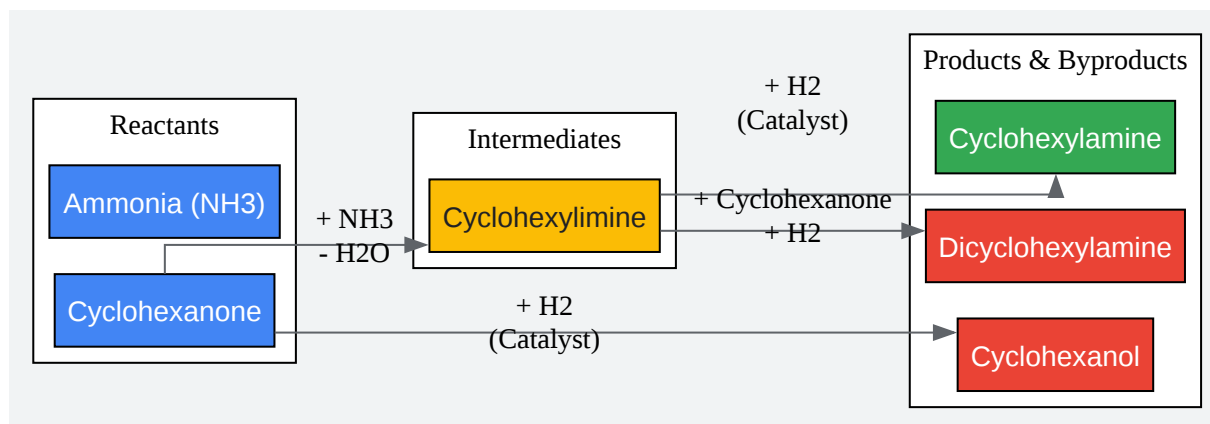 Reactants
Ammonia (NH3)
Cyclohexanone
+ NH3
- H2O
Intermediates
Cyclohexylimine
+ H2
(Catalyst)
+ Cyclohexanone
+ H2
+ H2
(Catalyst)
Products & Byproducts
Cyclohexylamine
Dicyclohexylamine
Cyclohexanol